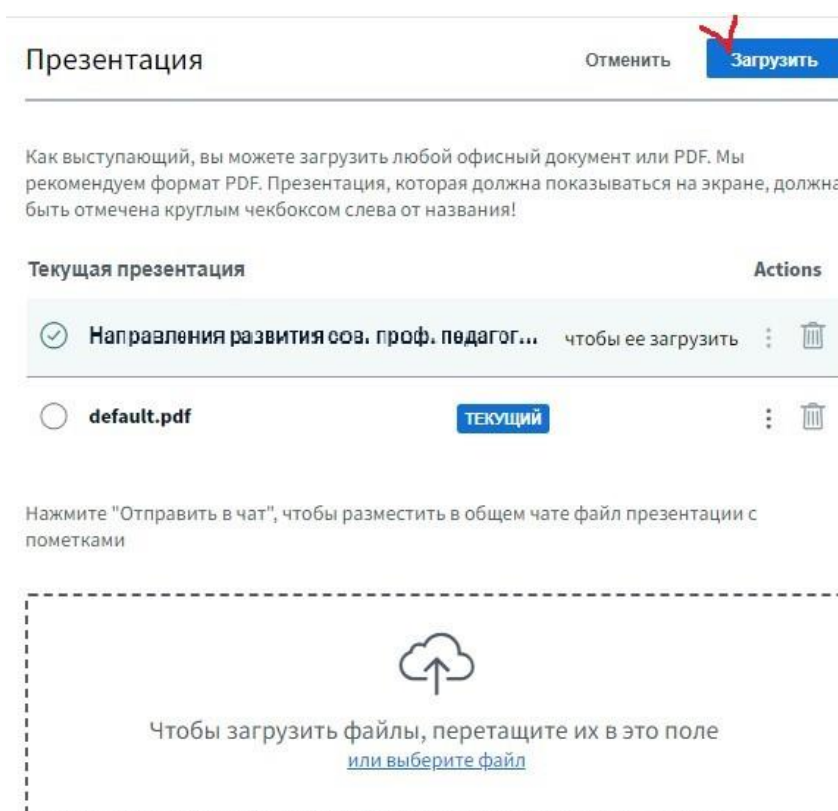 Презентация
Отменить
Загрузить
Как выступающий, вы можете загрузить любой офисный документ или PDF. Мы
рекомендуем формат PDF. Презентация, которая должна показываться на экране, должна
быть отмечена круглым чекбоксом слева от названия!
Текущая презентация
Actions
Направления развития сов. проф. педагог...
чтобы ее загрузить
default.pdf
ТЕКУЩИЙ
Нажмите "Отправить в чат", чтобы разместить в общем чате файл презентации с
пометками
Чтобы загрузить файлы, перетащите их в это поле
или выберите файл